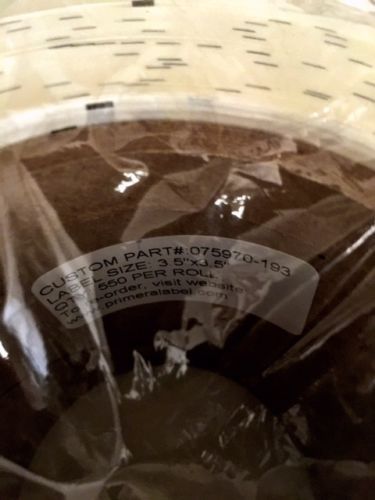 CUSTOM PART#:075970-193
LABEL SIZE: 3.5"x3.5"
QTY: 550 PER ROLL
To re-order, visit website:
www.primeralabel.com